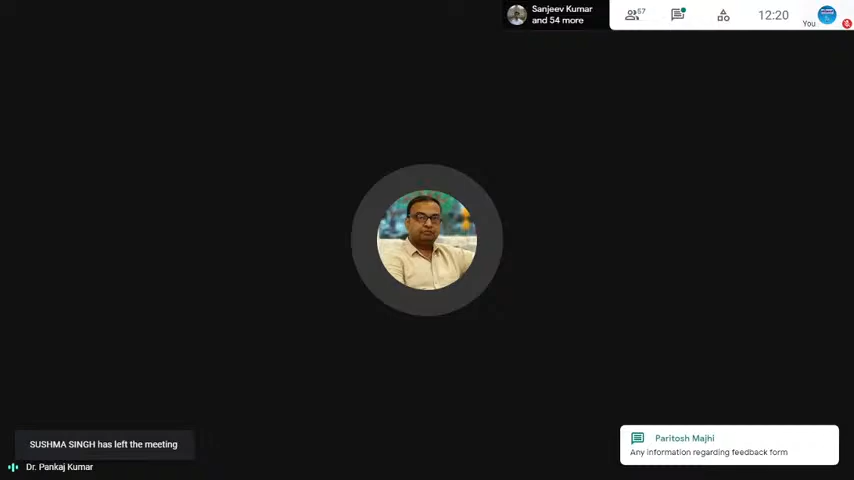 Sanjeev Kumar
and 54 more
57
12:20
You
SUSHMA SINGH has left the meeting
Dr. Pankaj Kumar
Paritosh Majhi
Any information regarding feedback form